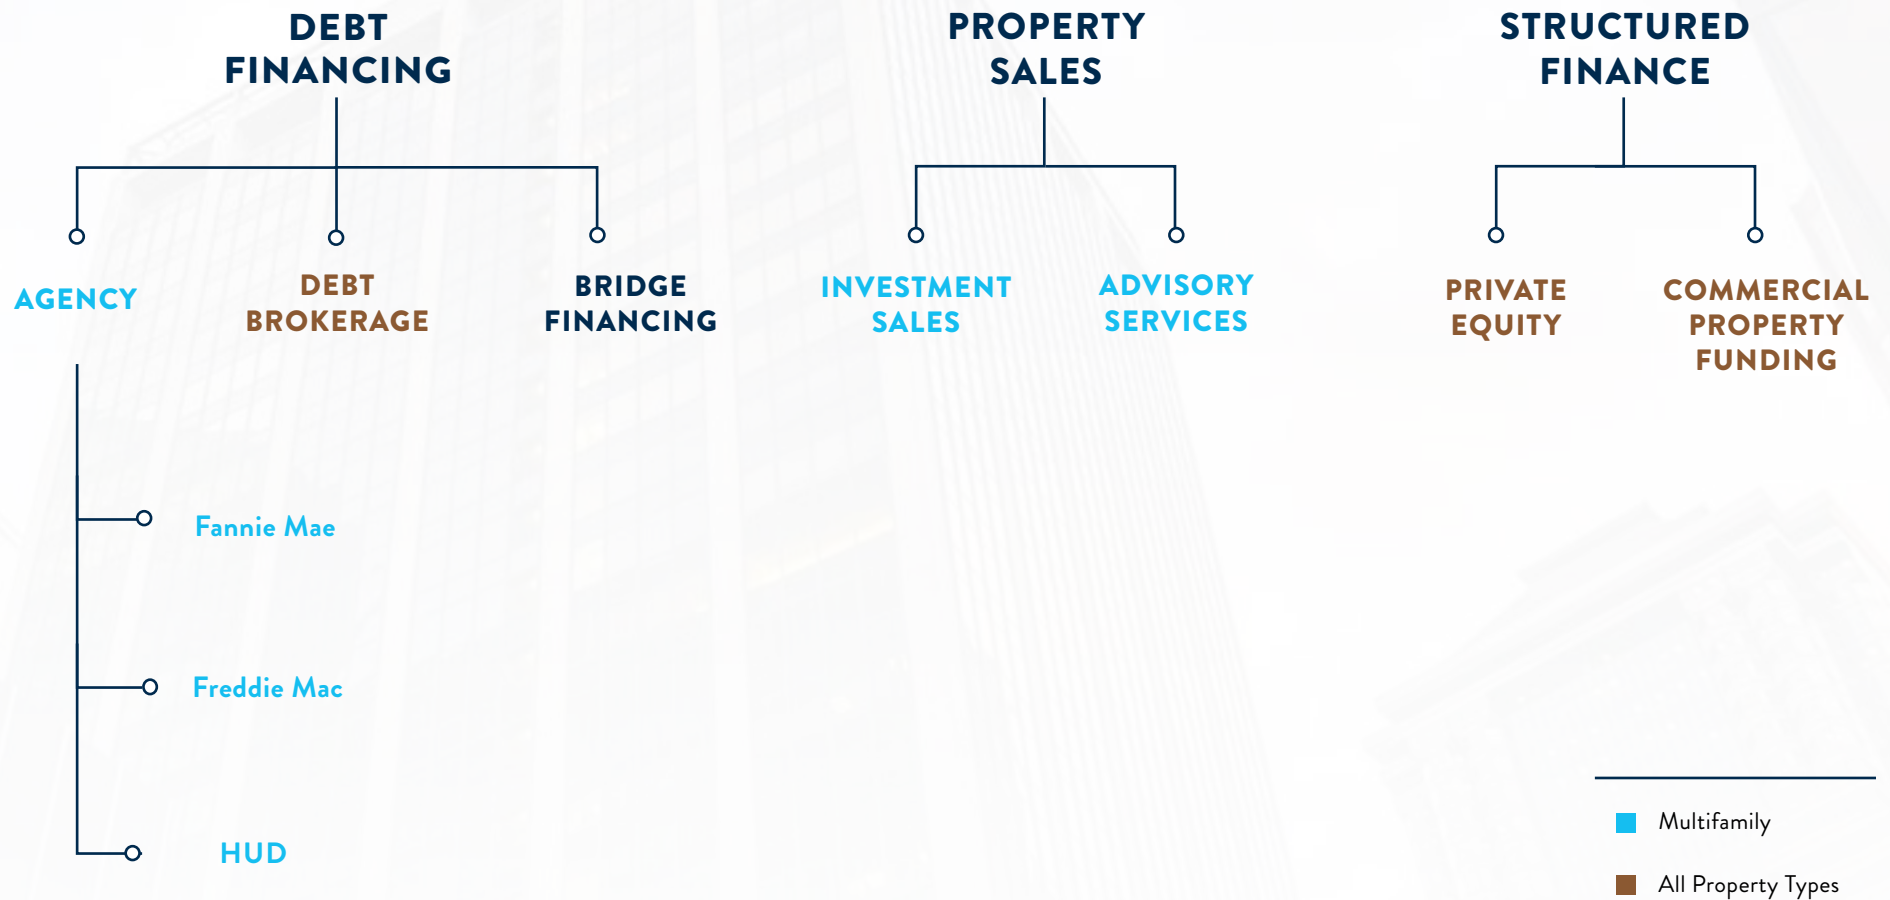 DEBT
FINANCING
PROPERTY
SALES
STRUCTURED
FINANCE
AGENCY
DEBT
BROKERAGE
BRIDGE
FINANCING
INVESTMENT
SALES
ADVISORY
SERVICES
PRIVATE
EQUITY
COMMERCIAL
PROPERTY
FUNDING
Fannie Mae
Freddie Mac
HUD
Multifamily
All Property Types